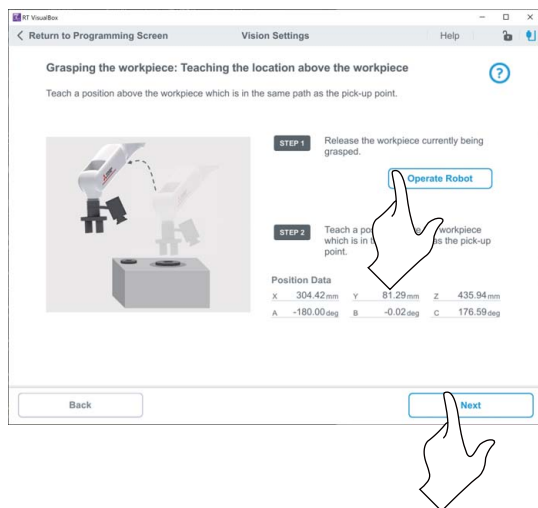 RT VisualBox
Return to Programming Screen Vision Settings Help
Grasping the workpiece: Teaching the location above the workpiece
Teach a position above the workpiece which is in the same path as the pick-up point.
STEP 1 Release the workpiece currently being
grasped.
Operate Robot
STEP 2 Teach a workpiece
which is in as the pick-up
point.
Position Data
X 304.42 mm Y 81.29 mm Z 435.94 mm
A -180.00 deg B -0.02 deg C 176.59 deg
Back Next